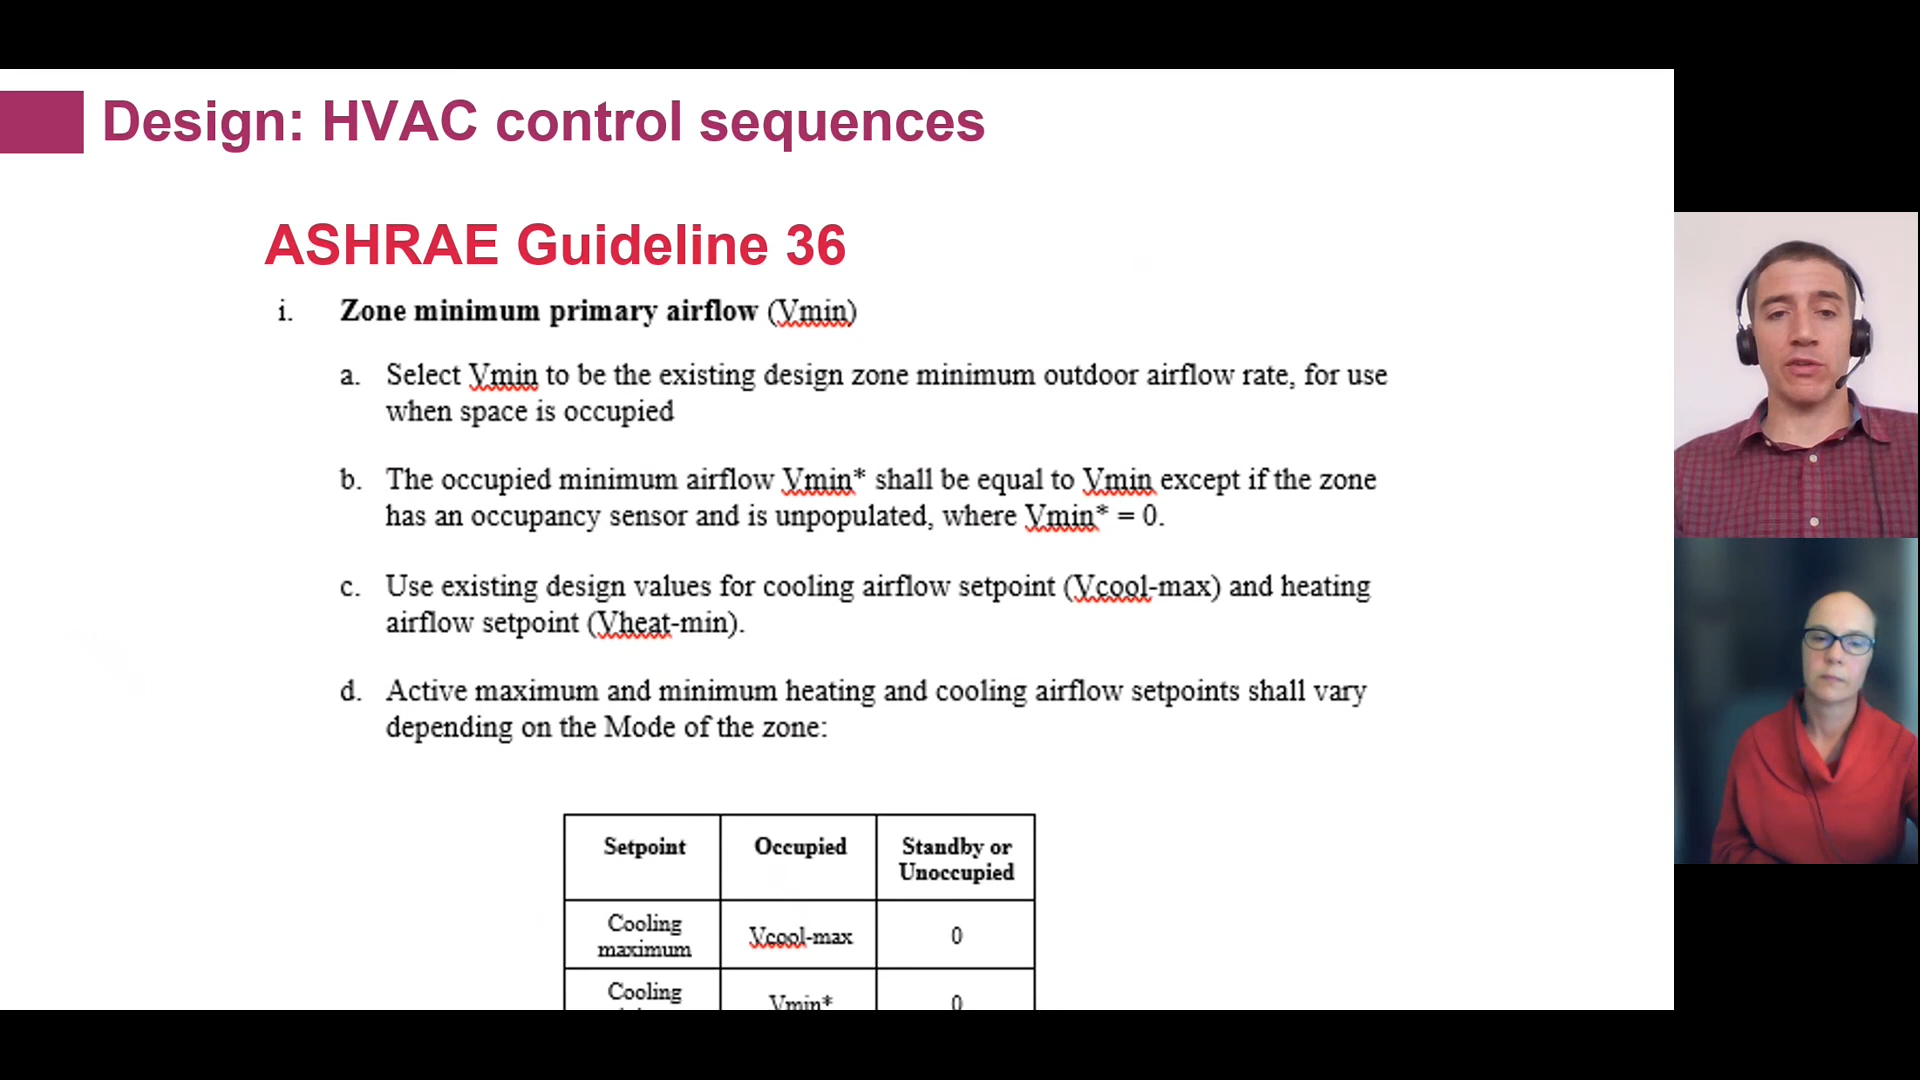 Design: HVAC control sequences
ASHRAE Guideline 36
i. Zone minimum primary airflow (Vmin)
a. Select Vmin to be the existing design zone minimum outdoor airflow rate, for use
when space is occupied
b. The occupied minimum airflow Vmin* shall be equal to Vmin except if the zone
has an occupancy sensor and is unpopulated, where Vmin* = 0.
c. Use existing design values for cooling airflow setpoint (Vcool-max) and heating
airflow setpoint (Vheat-min).
d. Active maximum and minimum heating and cooling airflow setpoints shall vary
depending on the Mode of the zone:
Setpoint Occupied Standby or
Unoccupied
Cooling
maximum Vcool-max 0
Cooling
Vmin* 0